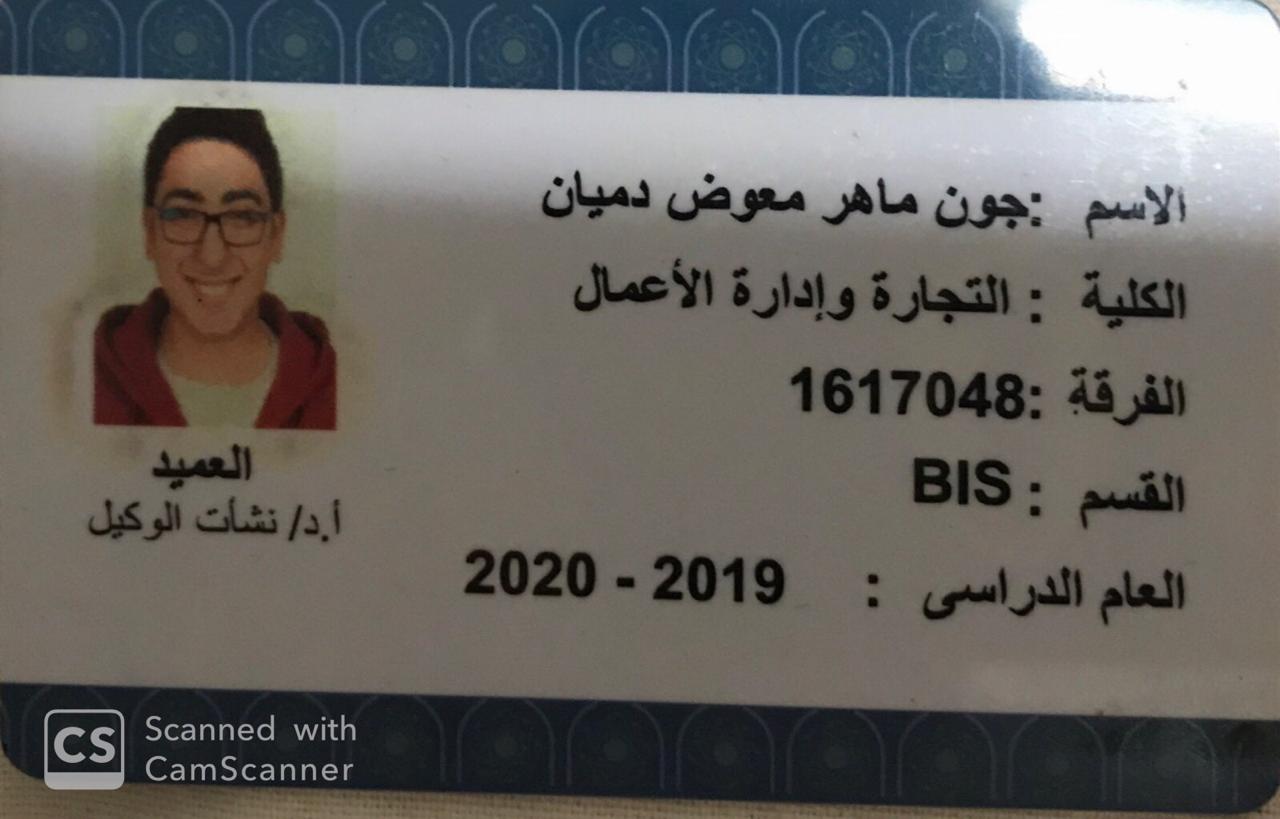 الاسم :جون ماهر معوض دميان
الكلية : التجارة وإدارة الأعمال
الفرقة :1617048
القسم : BIS
العام الدراسى : 2019 - 2020
العميد
أ.د/ نشأت الوكيل
CS
Scanned with
CamScanner